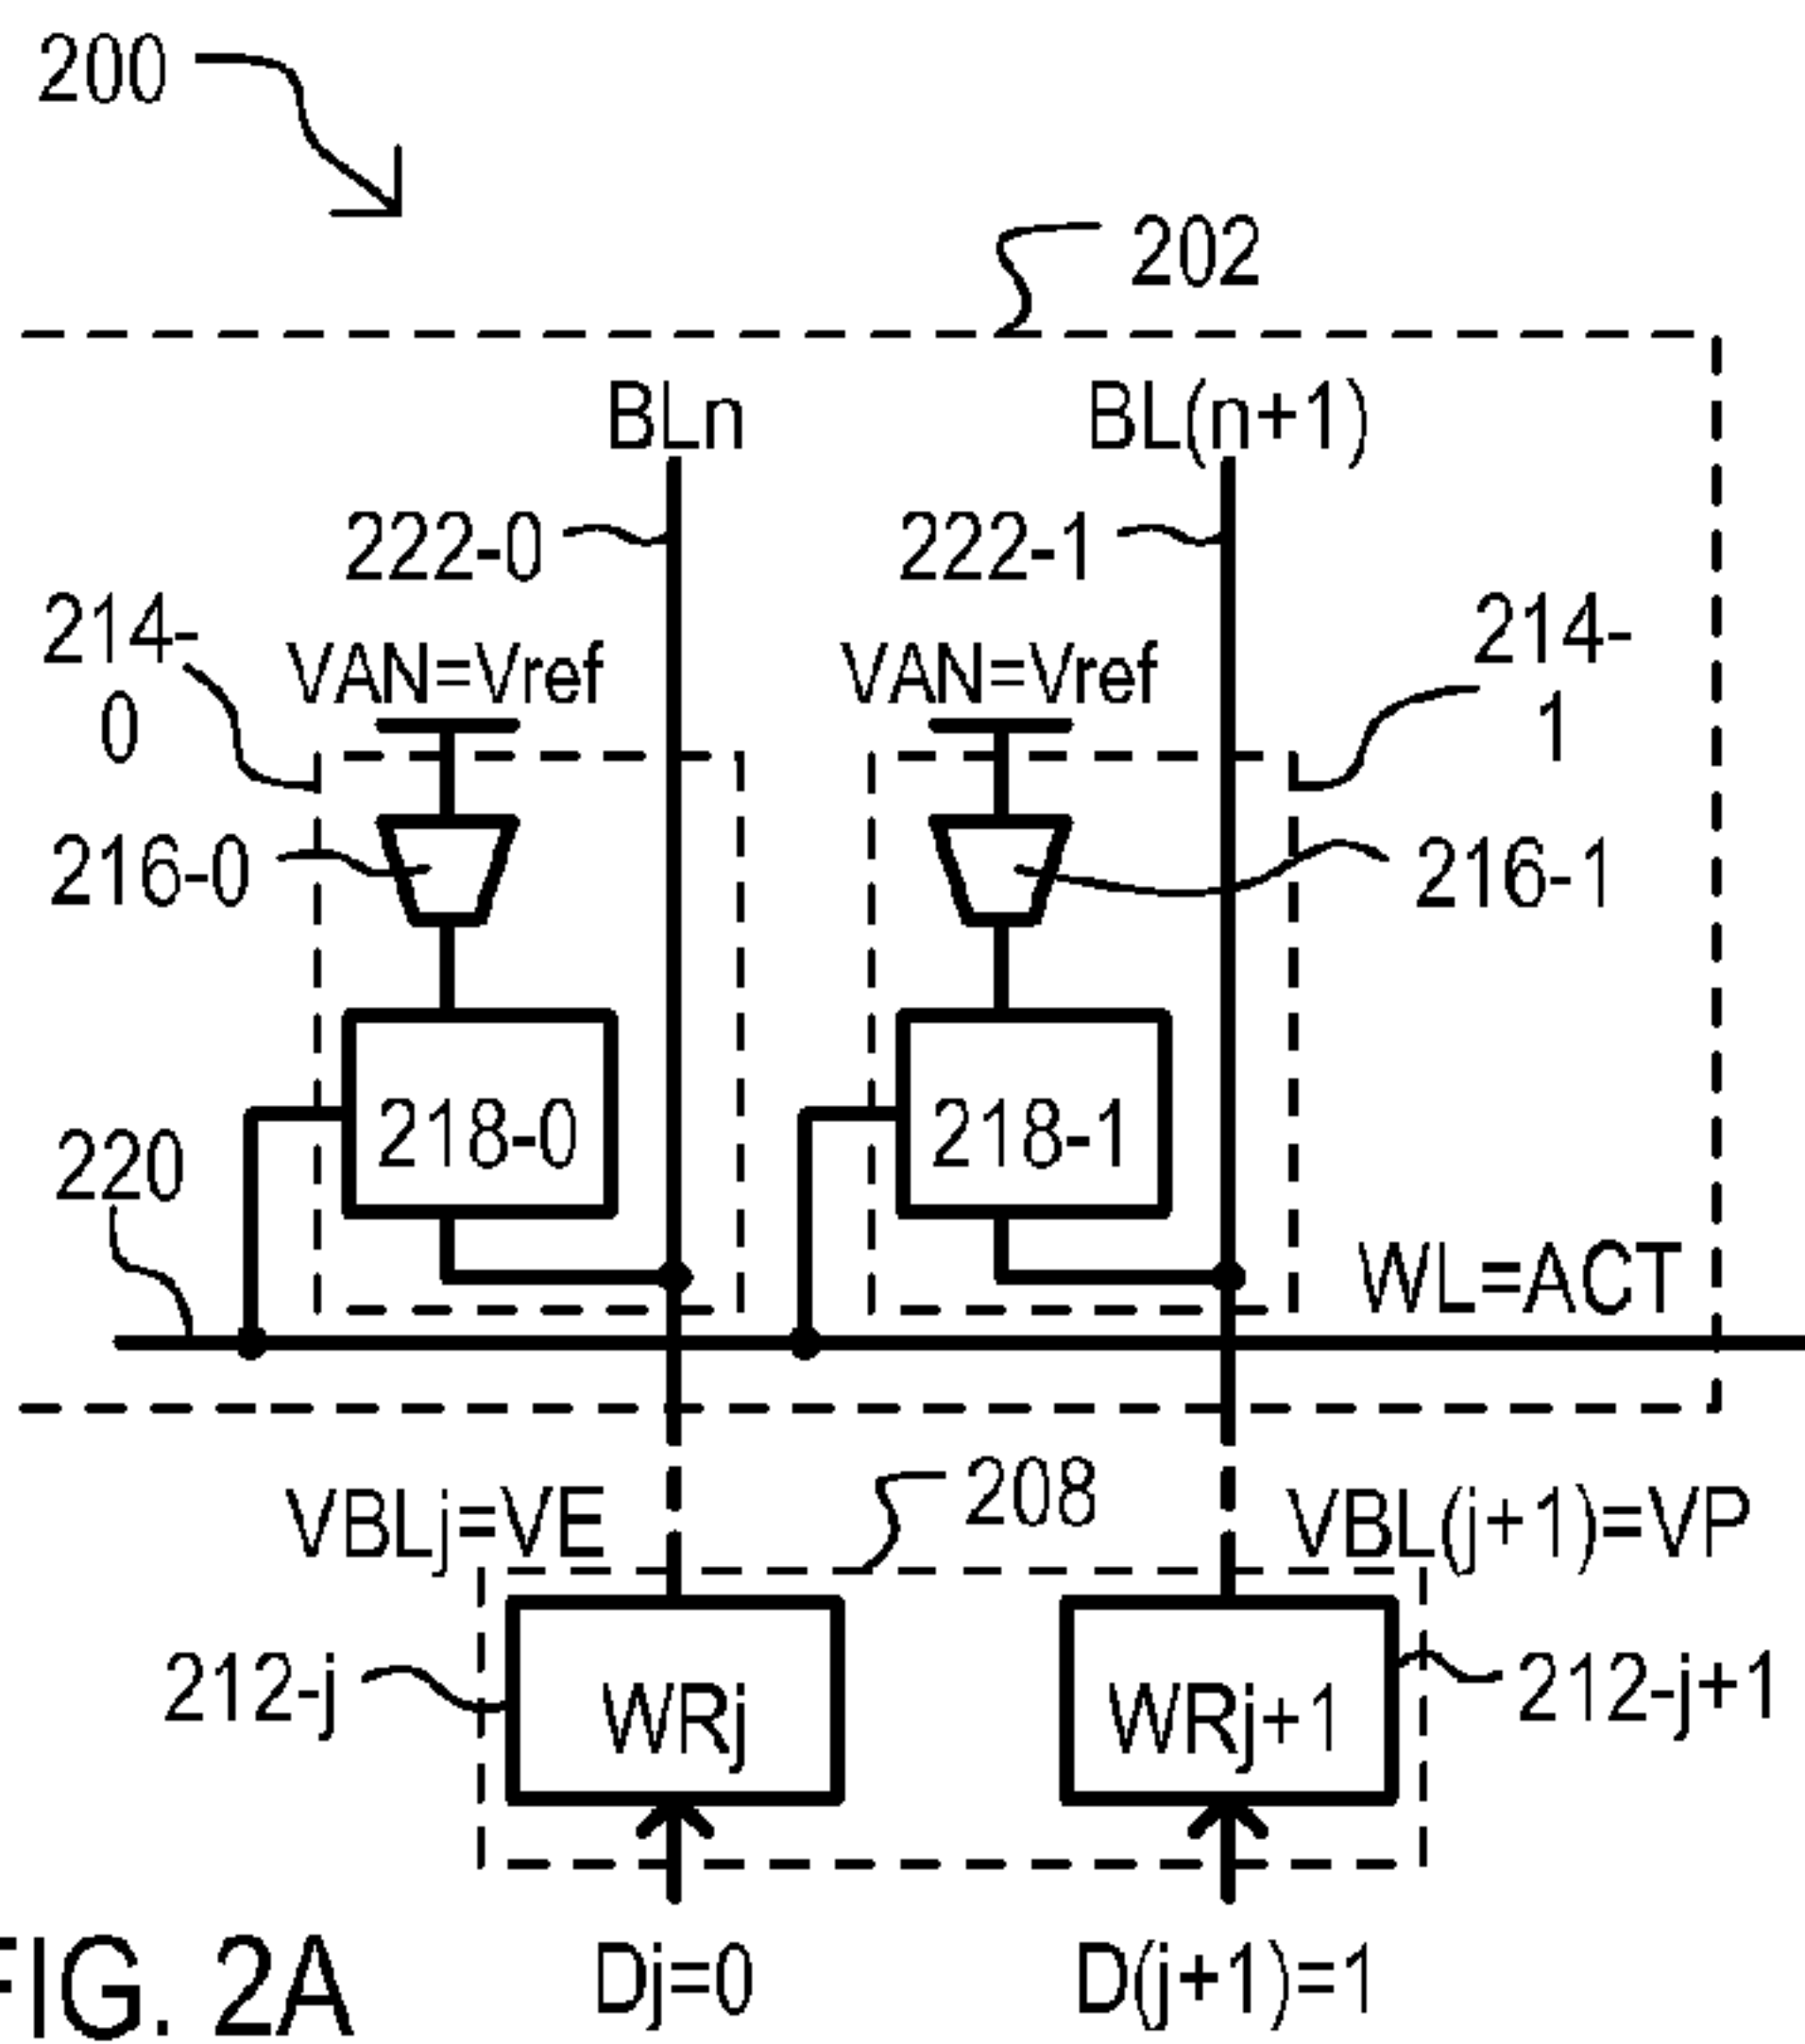 200
202
BLn BL(n+1)
222-0 222-1
214-0 VAN=Vref VAN=Vref 214-1
216-0 216-1
218-0 218-1
220
WL=ACT
VBLj=VE 208 VBL(j+1)=VP
212-j WRj WRj+1 212-j+1
Dj=0 D(j+1)=1
FIG. 2A